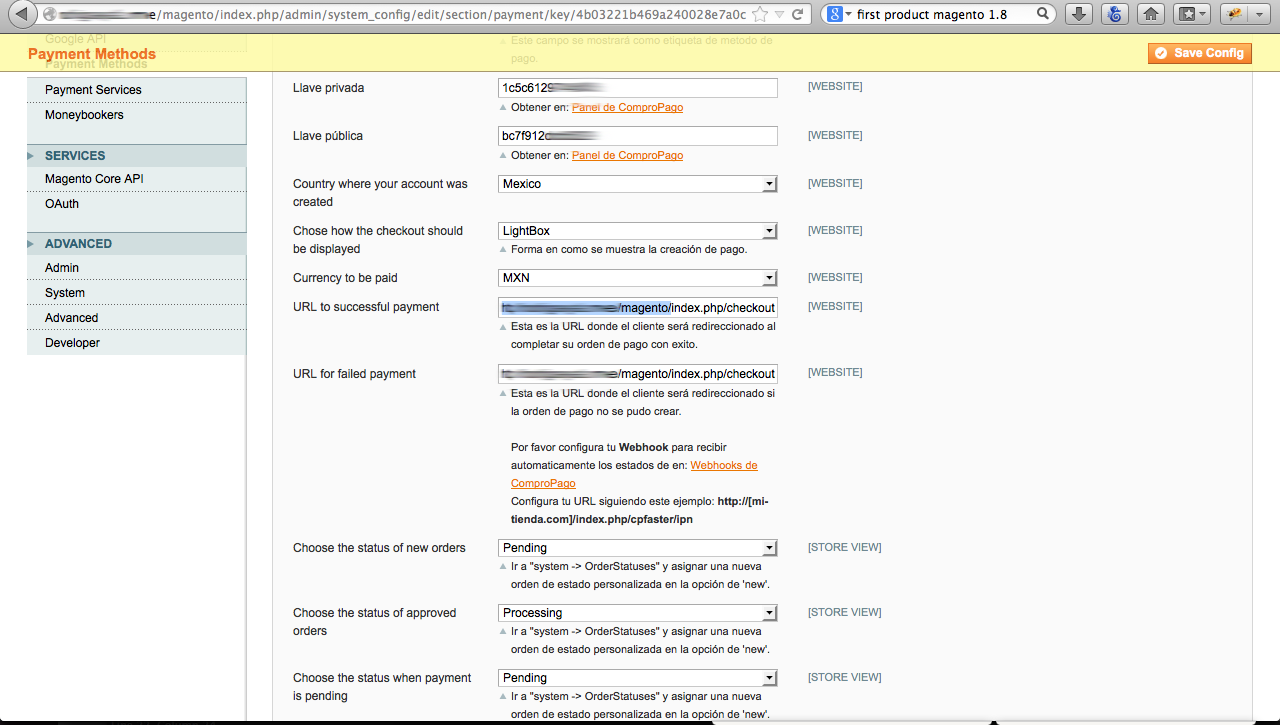 e/magento/index.php/admin/system_config/edit/section/payment/key/4b03221b469a240028e7a0c
first product magento 1.8
Google API
Este campo se mostrará como etiqueta de metodo de
pago.
Payment Methods
Save Config
Payment Methods
Payment Services
Moneybookers
SERVICES
Magento Core API
OAuth
ADVANCED
Admin
System
Advanced
Developer
Llave privada
1c5c6129
[WEBSITE]
Obtener en: Panel de ComproPago
Llave pública
bc7f912
[WEBSITE]
Obtener en: Panel de ComproPago
Country where your account was
created
Mexico
[WEBSITE]
Chose how the checkout should
be displayed
LightBox
[WEBSITE]
Forma en como se muestra la creación de pago.
Currency to be paid
MXN
[WEBSITE]
URL to successful payment
/magento/index.php/checkout
[WEBSITE]
Esta es la URL donde el cliente será redireccionado al
completar su orden de pago con exito.
URL for failed payment
/magento/index.php/checkout
[WEBSITE]
Esta es la URL donde el cliente será redireccionado si
la orden de pago no se pudo crear.
Por favor configura tu Webhook para recibir
automaticamente los estados de en: Webhooks de
ComproPago
Configura tu URL siguiendo este ejemplo: http://[mi-
tienda.com]/index.php/cpfaster/ipn
Choose the status of new orders
Pending
[STORE VIEW]
Ir a "system -> OrderStatuses" y asignar una nueva
orden de estado personalizada en la opción de 'new'.
Choose the status of approved
orders
Processing
[STORE VIEW]
Ir a "system -> OrderStatuses" y asignar una nueva
orden de estado personalizada en la opción de 'new'.
Choose the status when payment
is pending
Pending
[STORE VIEW]
Ir a "system -> OrderStatuses" y asignar una nueva
orden de estado personalizada en la opción de 'new'.